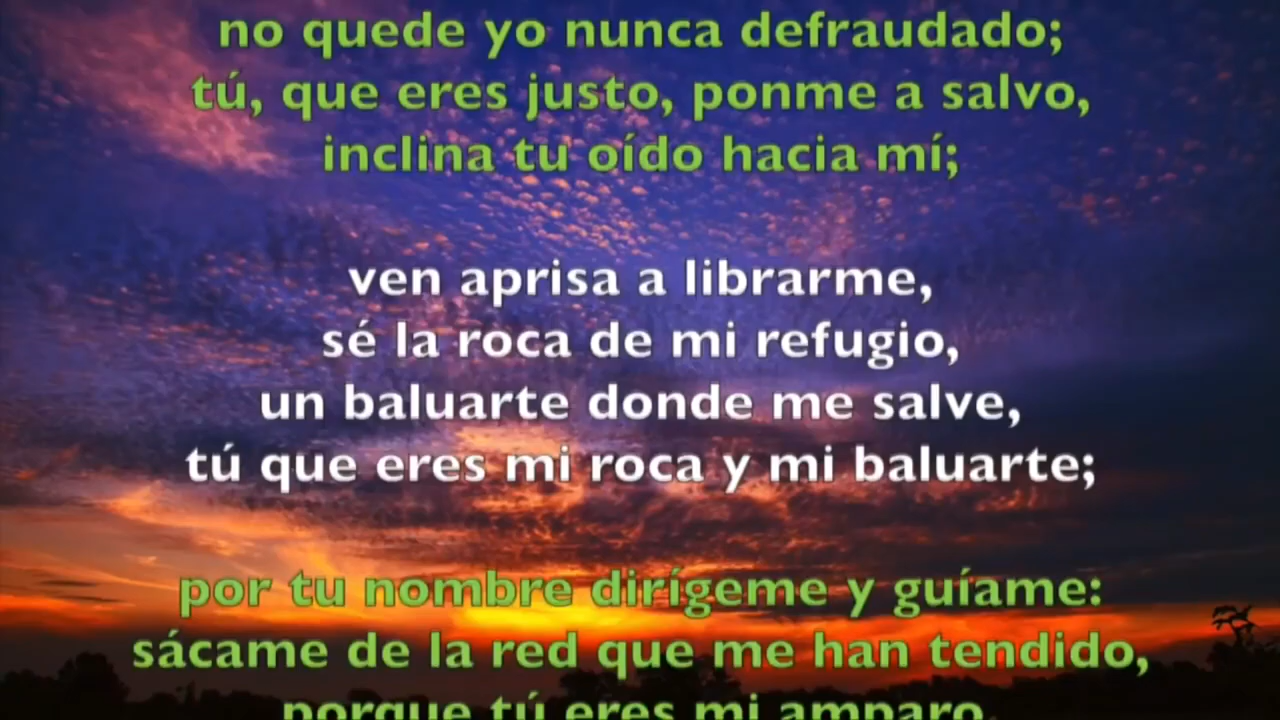 no quede yo nunca defraudado;
tú, que eres justo, ponme a salvo,
inclina tu oído hacia mí;
ven aprisa a librarme,
sé la roca de mi refugio,
un baluarte donde me salve,
tú que eres mi roca y mi baluarte;
por tu nombre dirígeme y guíame:
sácame de la red que me han tendido,
porque tú eres mi amparo.